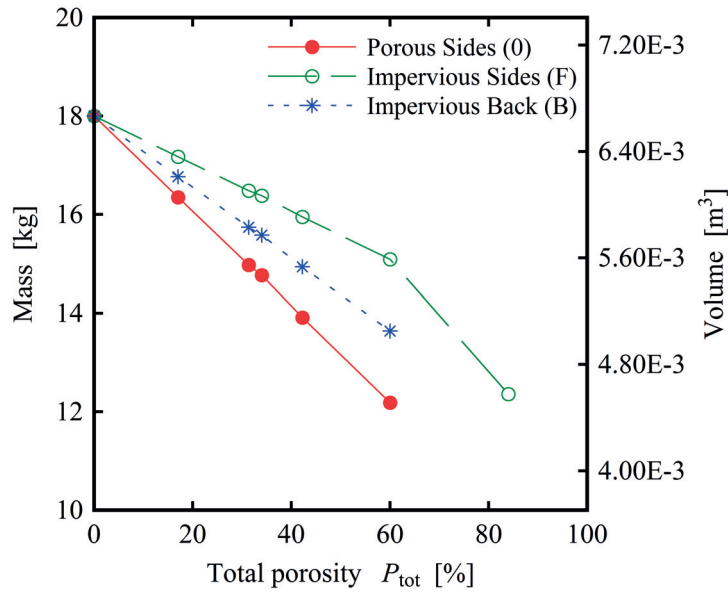 Porous Sides (0)
Impervious Sides (F)
Impervious Back (B)
Mass [kg]
20
18
16
14
12
10
7.20E-3
6.40E-3
5.60E-3
4.80E-3
4.00E-3
Volume [m³]
0
20
40
60
80
100
Total porosity P_tot [%]